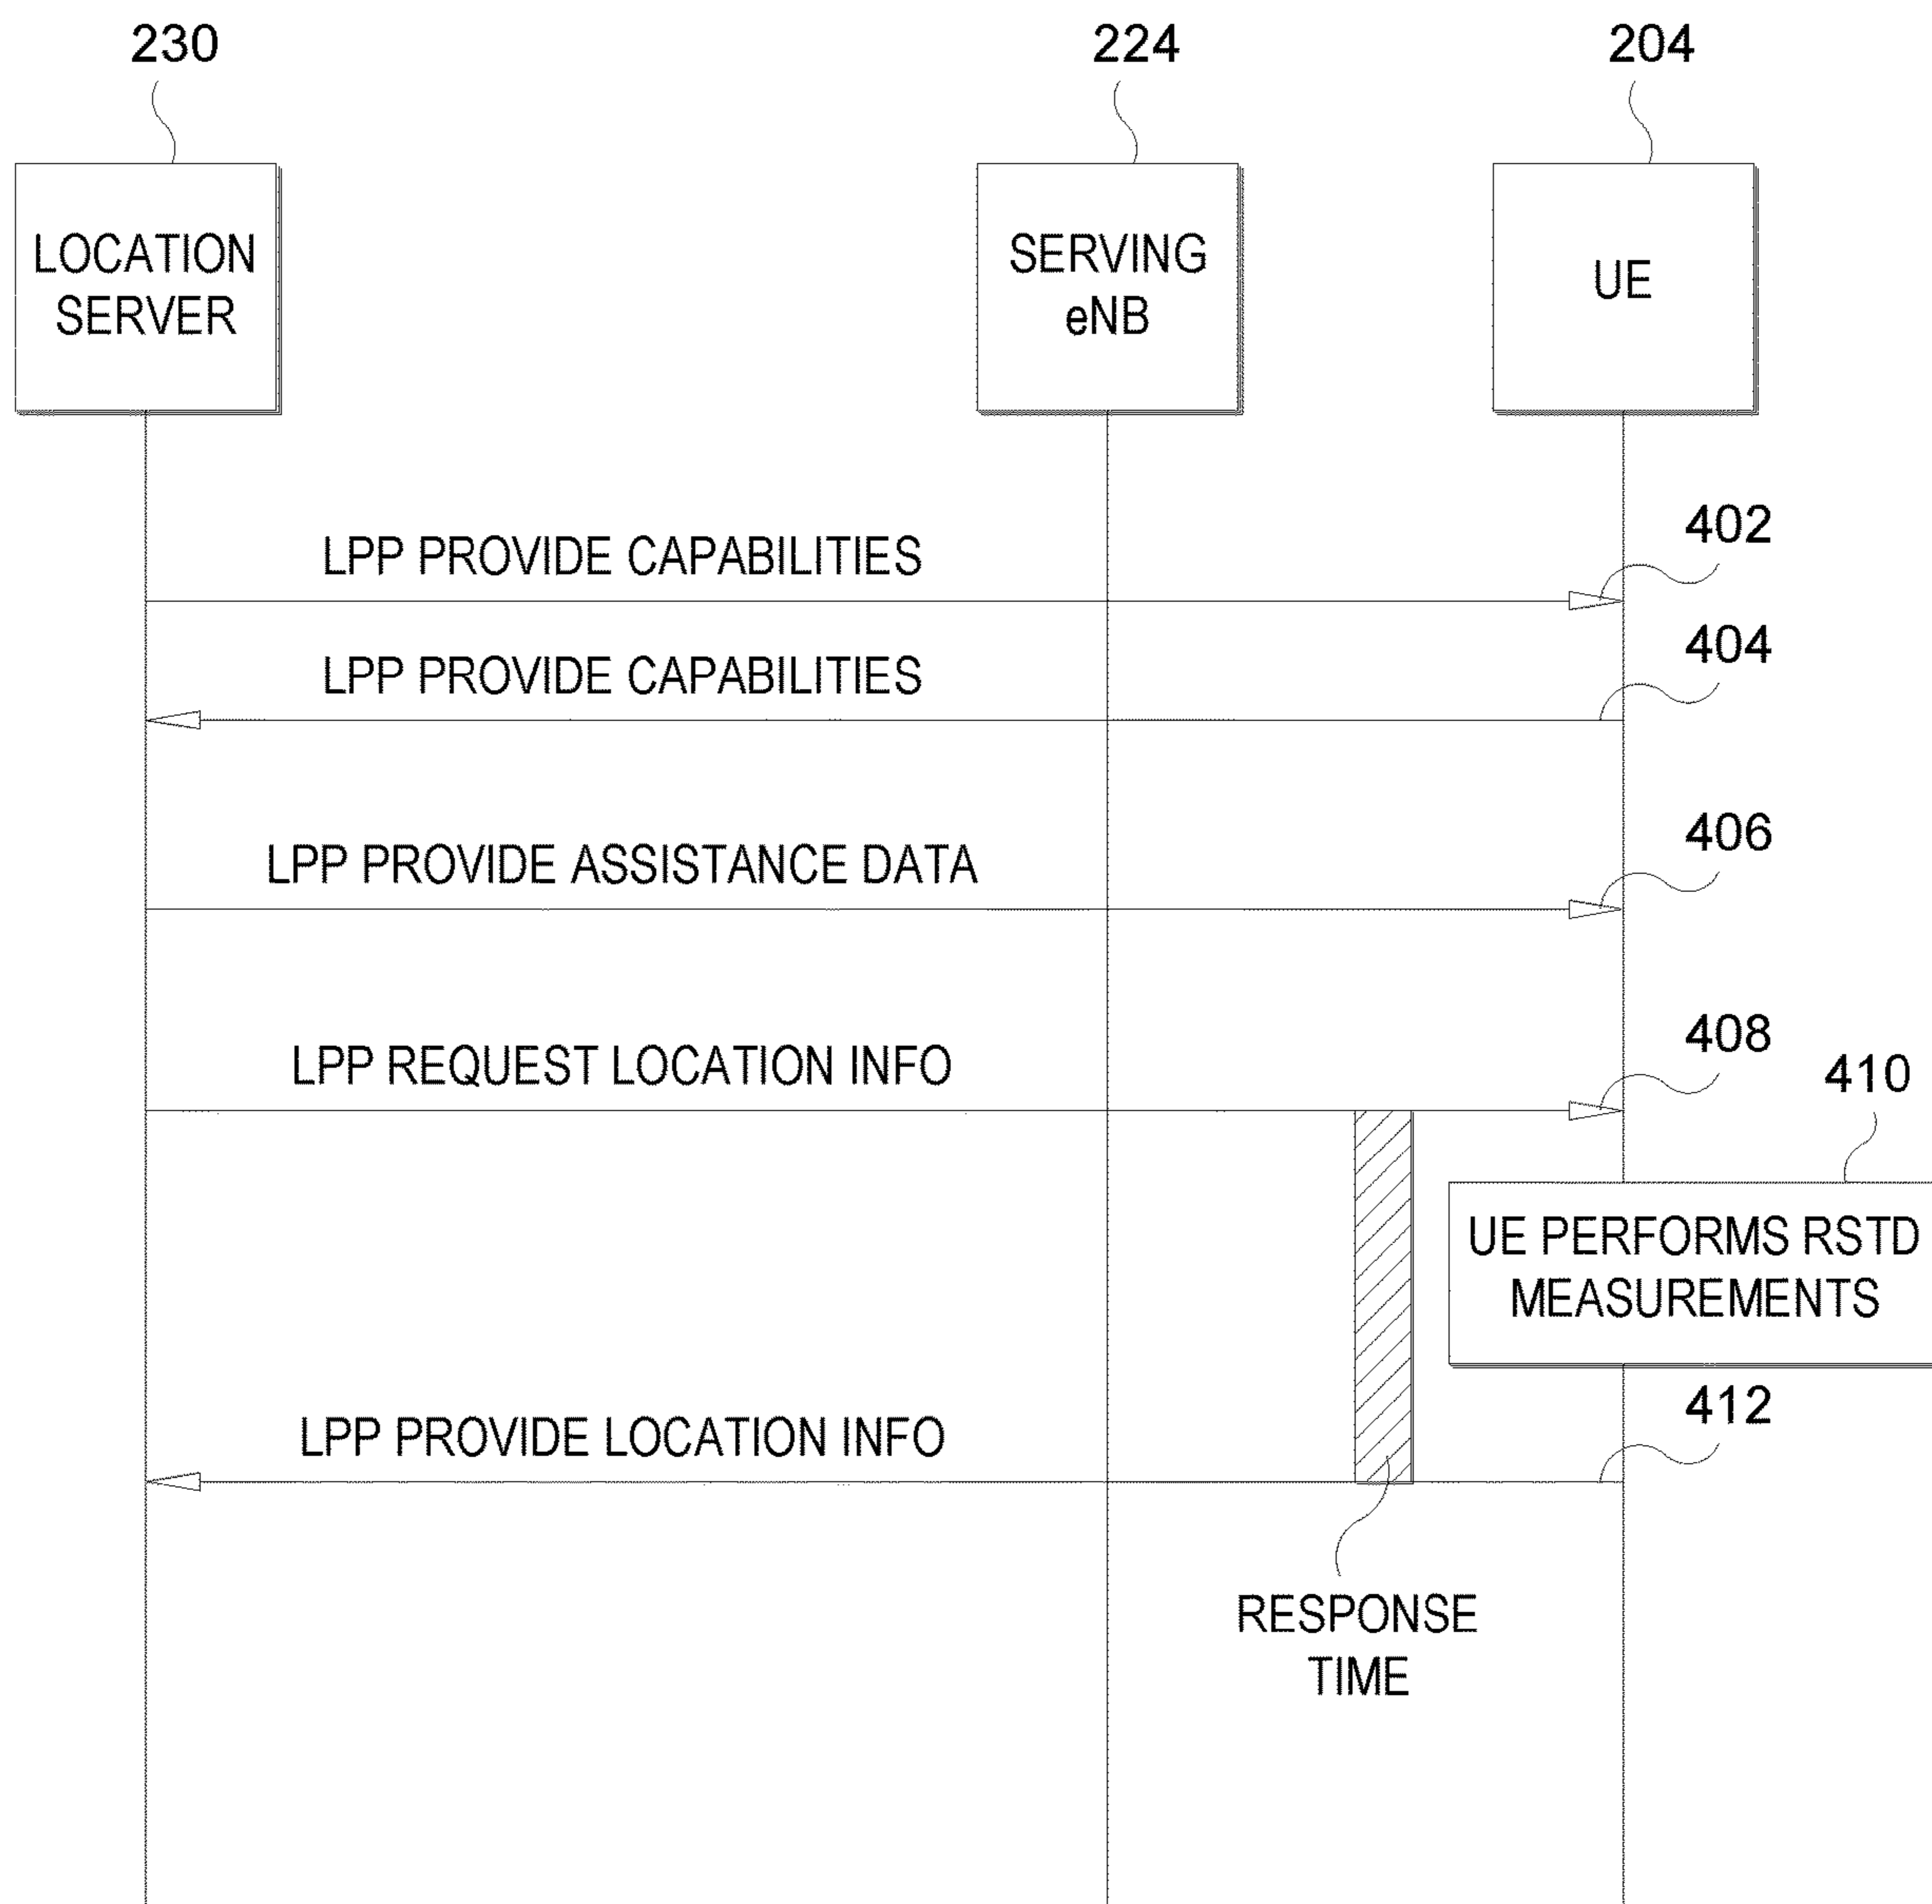 230
224
204
LOCATION
SERVER
SERVING
eNB
UE
402
LPP PROVIDE CAPABILITIES
404
LPP PROVIDE CAPABILITIES
406
LPP PROVIDE ASSISTANCE DATA
408
LPP REQUEST LOCATION INFO
410
UE PERFORMS RSTD
MEASUREMENTS
412
LPP PROVIDE LOCATION INFO
RESPONSE
TIME